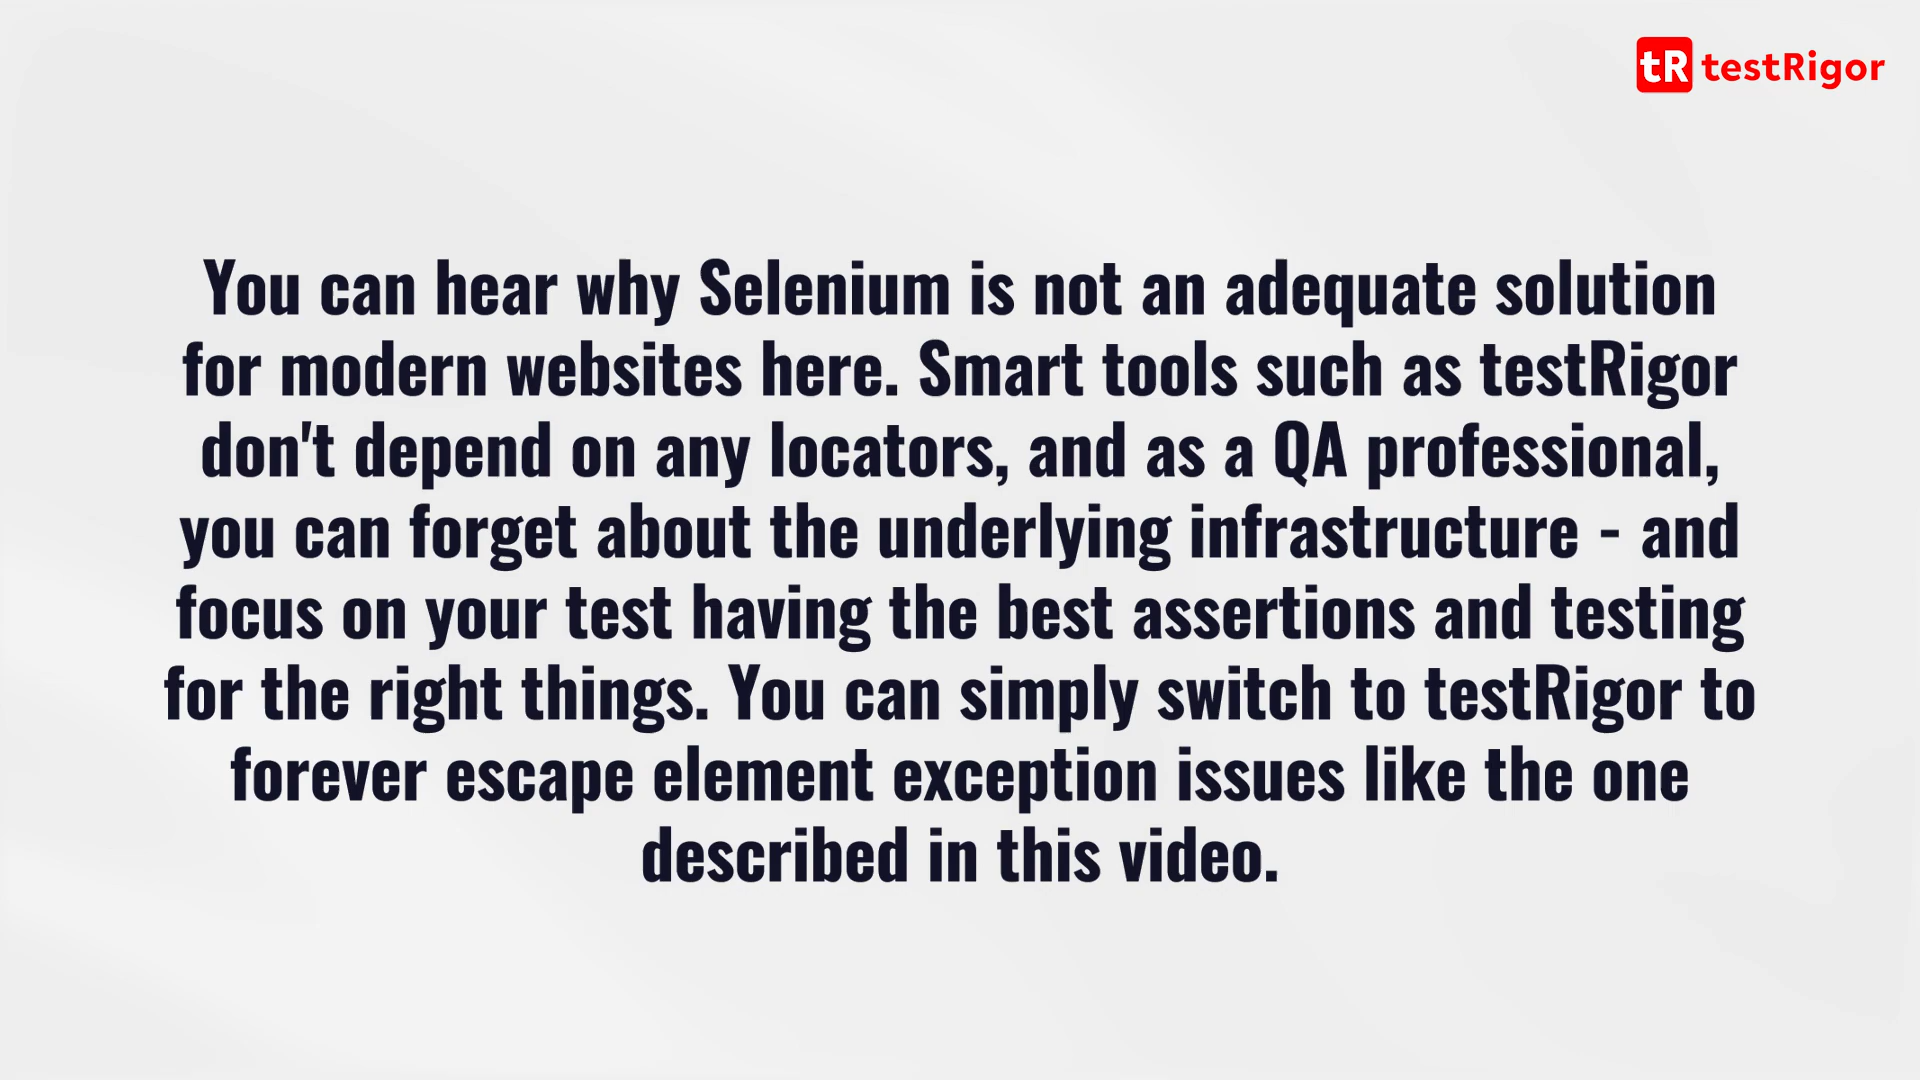 tR testRigor
You can hear why Selenium is not an adequate solution
for modern websites here. Smart tools such as testRigor
don't depend on any locators, and as a QA professional,
you can forget about the underlying infrastructure - and
focus on your test having the best assertions and testing
for the right things. You can simply switch to testRigor to
forever escape element exception issues like the one
described in this video.